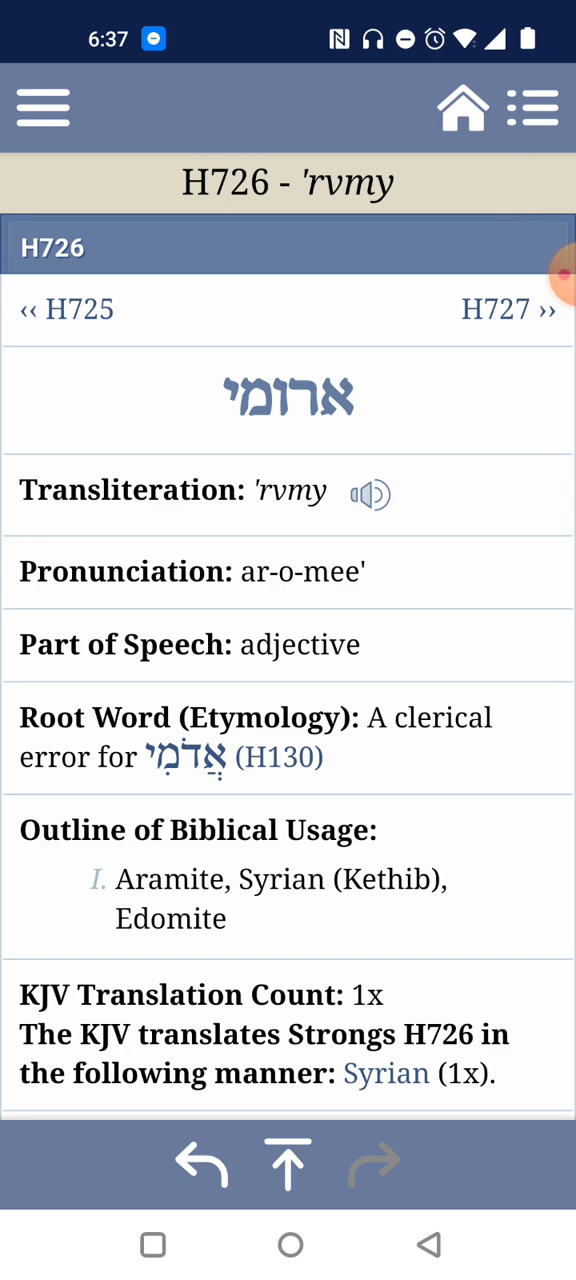 6:37
H726 - 'rvmy
H726
‹‹ H725
H727 ››
ארומי
Transliteration: 'rvmy
Pronunciation: ar-o-mee'
Part of Speech: adjective
Root Word (Etymology): A clerical
error for אֲדֹמִי (H130)
Outline of Biblical Usage:
I. Aramite, Syrian (Kethib),
Edomite
KJV Translation Count: 1x
The KJV translates Strongs H726 in
the following manner: Syrian (1x).